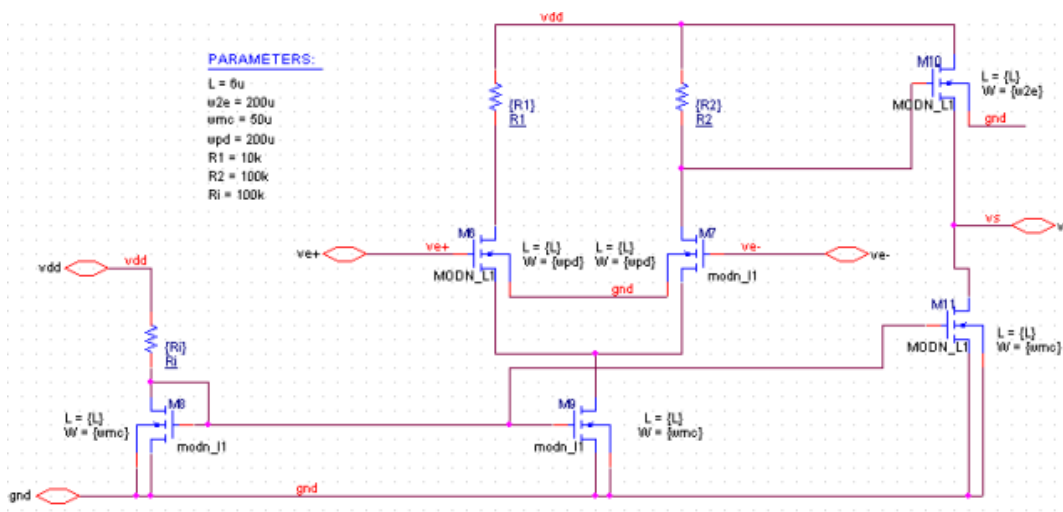 vdd
PARAMETERS:
L = 6u
w2e = 200u
wmc = 50u
wpd = 200u
R1 = 10k
R2 = 100k
Ri = 100k
{R1}
R1
{R2}
R2
M10
L = {L}
W = {w2e}
MODN_L1
gnd
M6
L = {L}
W = {wpd}
MODN_L1
L = {L}
W = {wpd}
M7
modn_l1
ve+
ve+
ve-
ve-
gnd
vs
v
vdd
vdd
{Ri}
Ri
M11
L = {L}
W = {wmc}
MODN_L1
M8
L = {L}
W = {wmc}
modn_l1
M9
L = {L}
W = {wmc}
modn_l1
gnd
gnd